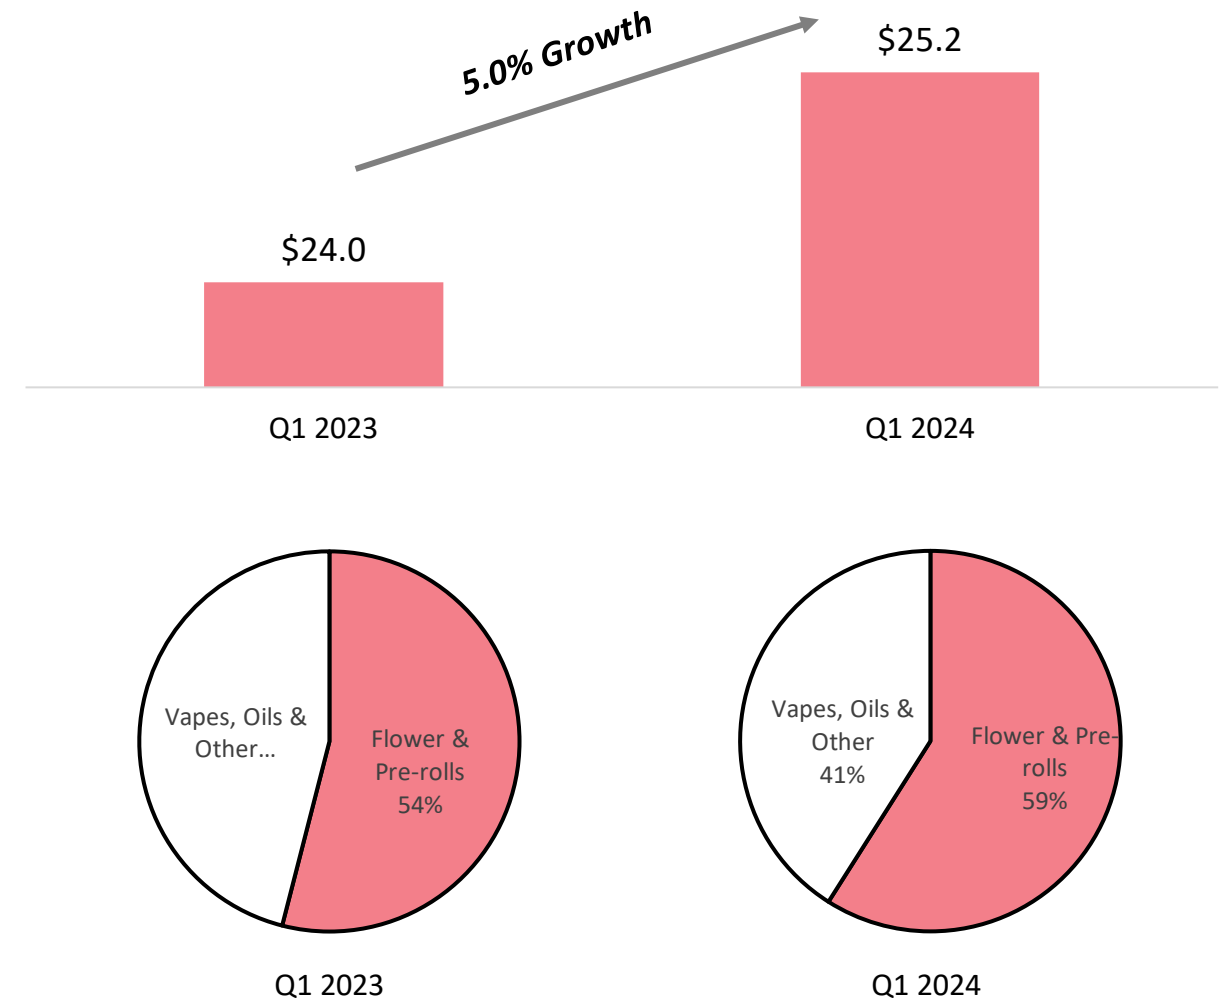 5.0% Growth
$25.2
$24.0
Q1 2023
Q1 2024
Vapes, Oils &
Other...
Flower &
Pre-rolls
54%
Vapes, Oils &
Other
41%
Flower & Pre-
rolls
59%
Q1 2023
Q1 2024